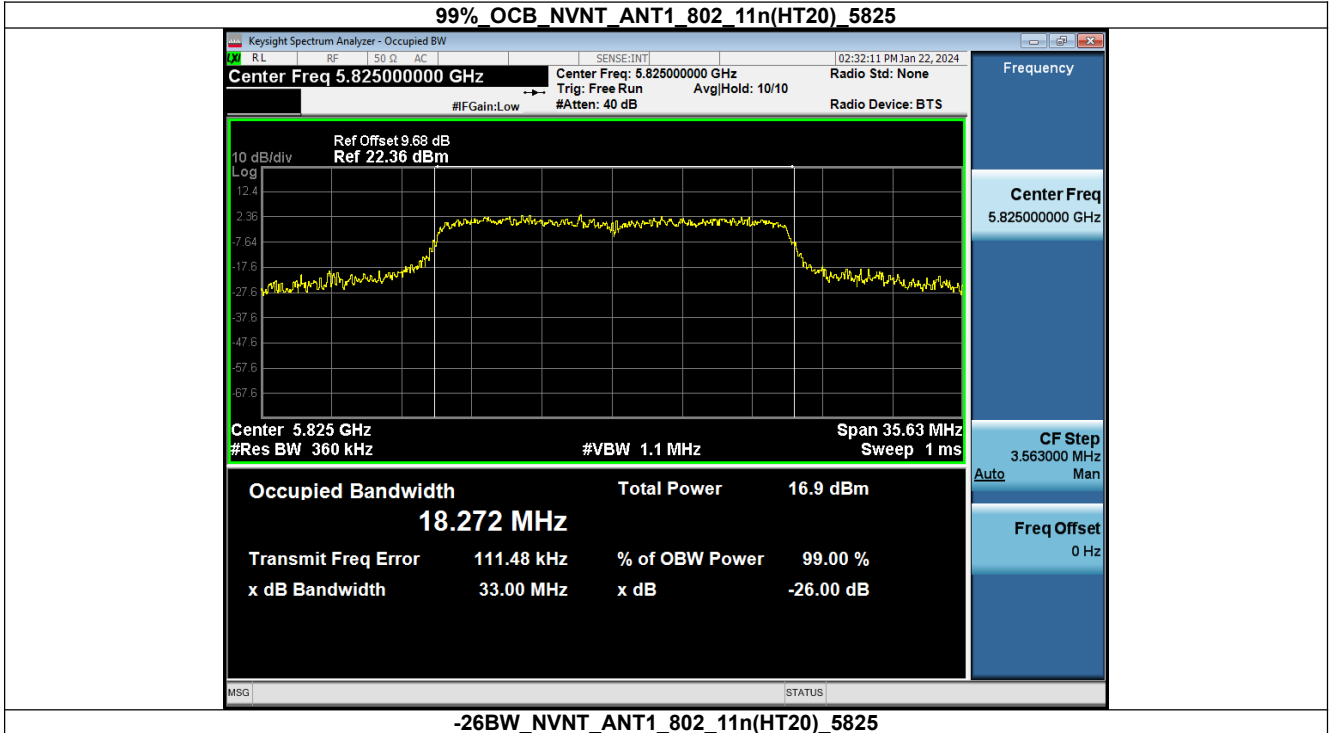 99%_OCB_NVNT_ANT1_802_11n(HT20)_5825
Keysight Spectrum Analyzer - Occupied BW
LXI RL RF 50 Ω AC SENSE:INT 02:32:11 PM Jan 22, 2024
Center Freq 5.825000000 GHz Center Freq: 5.825000000 GHz Radio Std: None Frequency
Trig: Free Run Avg|Hold: 10/10
#IFGain:Low #Atten: 40 dB Radio Device: BTS
Ref Offset 9.68 dB
10 dB/div Ref 22.36 dBm
Log
12.4
2.36
-7.64
-17.6
-27.6
-37.6
-47.6
-57.6
-67.6
Center Freq
5.825000000 GHz
Center 5.825 GHz Span 35.63 MHz
#Res BW 360 kHz #VBW 1.1 MHz Sweep 1 ms
CF Step
3.563000 MHz
Auto Man
Occupied Bandwidth Total Power 16.9 dBm
18.272 MHz
Freq Offset
0 Hz
Transmit Freq Error 111.48 kHz % of OBW Power 99.00 %
x dB Bandwidth 33.00 MHz x dB -26.00 dB
MSG STATUS
-26BW_NVNT_ANT1_802_11n(HT20)_5825